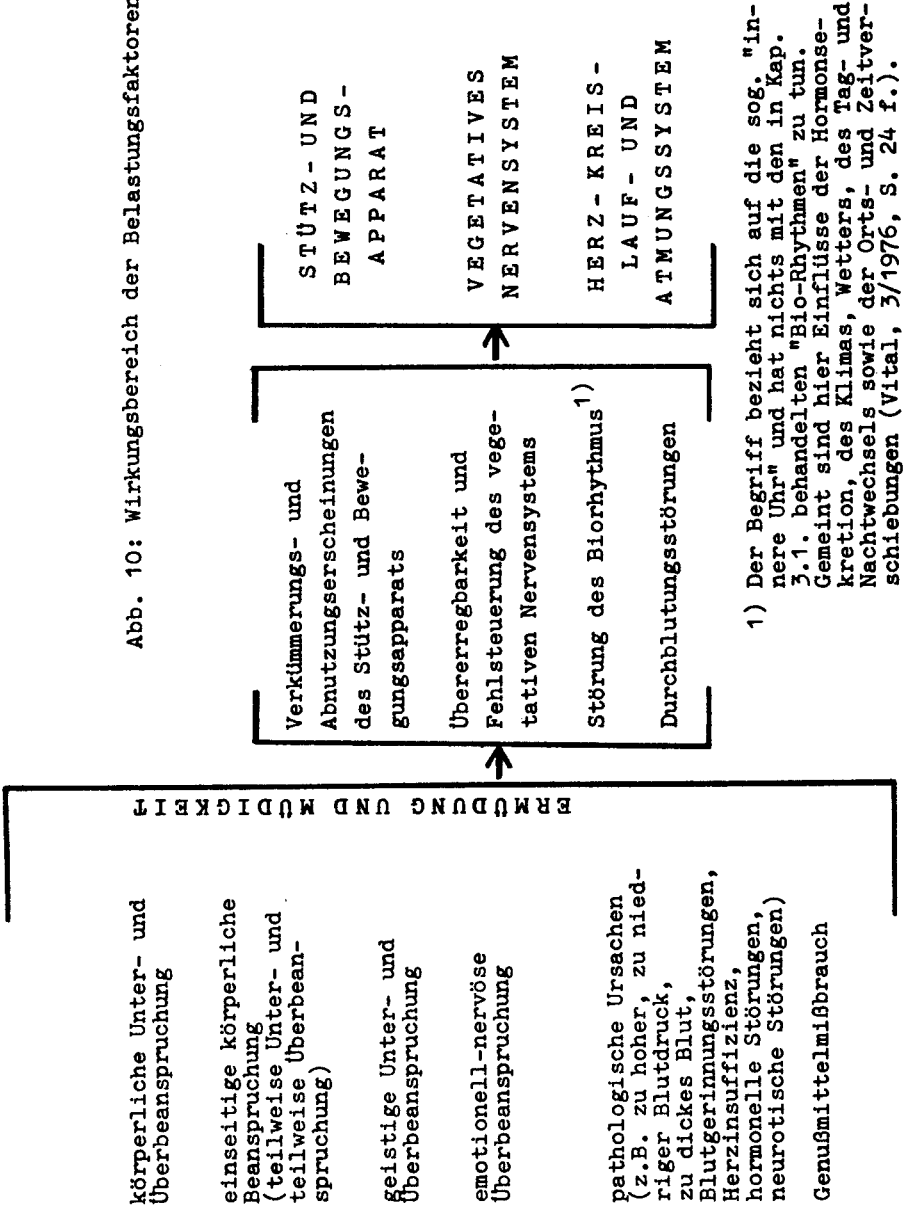 Abb. 10: Wirkungsbereich der Belastungsfaktoren
körperliche Unter- und
Überbeanspruchung
einseitige körperliche
Beanspruchung
(teilweise Unter- und
teilweise Überbean-
spruchung)
geistige Unter- und
Überbeanspruchung
emotionell-nervöse
Überbeanspruchung
pathologische Ursachen
(z.B. zu hoher, zu nied-
riger Blutdruck,
zu dickes Blut,
Blutgerinnungsstörungen,
Herzinsuffizienz,
hormonelle Störungen,
neurotische Störungen)
Genußmittelmißbrauch
ERMÜDUNG UND MÜDIGKEIT
Verkümmerungs- und
Abnutzungserscheinungen
des Stütz- und Bewe-
gungsapparats
Übererregbarkeit und
Fehlsteuerung des vege-
tativen Nervensystems
Störung des Biorhythmus1)
Durchblutungsstörungen
STÜTZ- UND
BEWEGUNGS-
APPARAT
VEGETATIVES
NERVENSYSTEM
HERZ-KREIS-
LAUF- UND
ATMUNGSSYSTEM
1) Der Begriff bezieht sich auf die sog. "in-
nere Uhr" und hat nichts mit den in Kap.
3.1. behandelten "Bio-Rhythmen" zu tun.
Gemeint sind hier Einflüsse der Hormonse-
kretion, des Klimas, Wetters, des Tag- und
Nachtwechsels sowie der Orts- und Zeitver-
schiebungen (Vital, 3/1976, S. 24 f.).